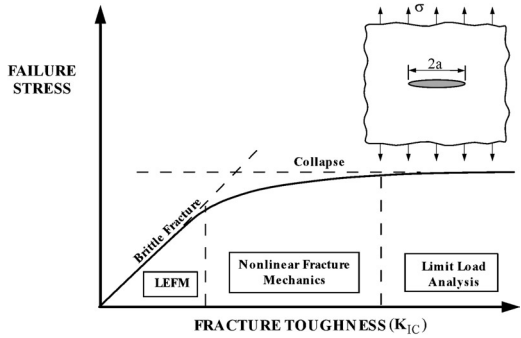 σ
2a
FAILURE
STRESS
Collapse
Brittle Fracture
LEFM
Nonlinear Fracture
Mechanics
Limit Load
Analysis
FRACTURE TOUGHNESS (K_IC)